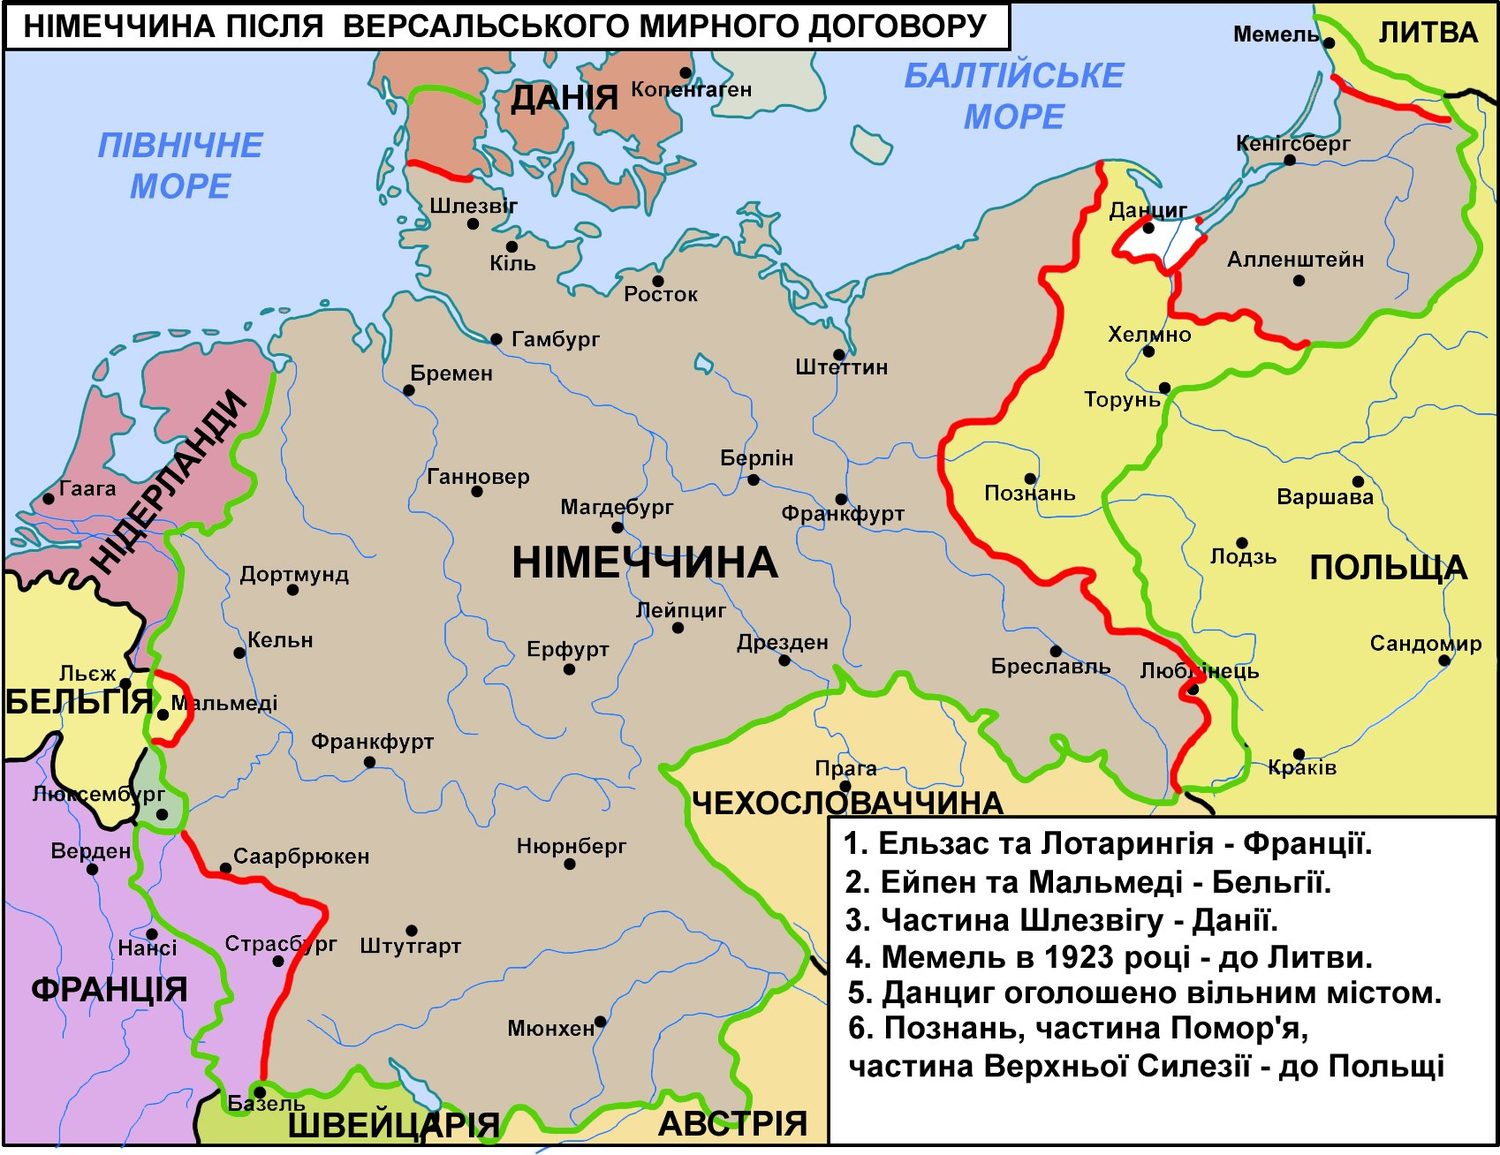 НІМЕЧЧИНА ПІСЛЯ ВЕРСАЛЬСЬКОГО МИРНОГО ДОГОВОРУ
Мемель
ЛИТВА
БАЛТІЙСЬКЕ
МОРЕ
ДАНІЯ
Копенгаген
ПІВНІЧНЕ
МОРЕ
Кенігсберг
Шлезвіг
Данциг
Кіль
Алленштейн
Росток
Гамбург
Хелмно
Штеттин
Бремен
Торунь
НІДЕРЛАНДИ
Гаага
Ганновер
Берлін
Познань
Варшава
Магдебург
Франкфурт
НІМЕЧЧИНА
Лодзь
ПОЛЬЩА
Дортмунд
Лейпциг
Кельн
Ерфурт
Дрезден
Бреславль
Люблінець
Сандомир
Льєж
БЕЛЬГІЯ
Мальмеді
Франкфурт
Прага
Краків
Люксембург
ЧЕХОСЛОВАЧЧИНА
Верден
Саарбрюкен
Нюрнберг
Нансі
Страсбург
Штутгарт
ФРАНЦІЯ
Мюнхен
Базель
ШВЕЙЦАРІЯ
АВСТРІЯ
1. Ельзас та Лотарингія - Франції.
2. Ейпен та Мальмеді - Бельгії.
3. Частина Шлезвігу - Данії.
4. Мемель в 1923 році - до Литви.
5. Данциг оголошено вільним містом.
6. Познань, частина Помор'я,
частина Верхньої Силезії - до Польщі